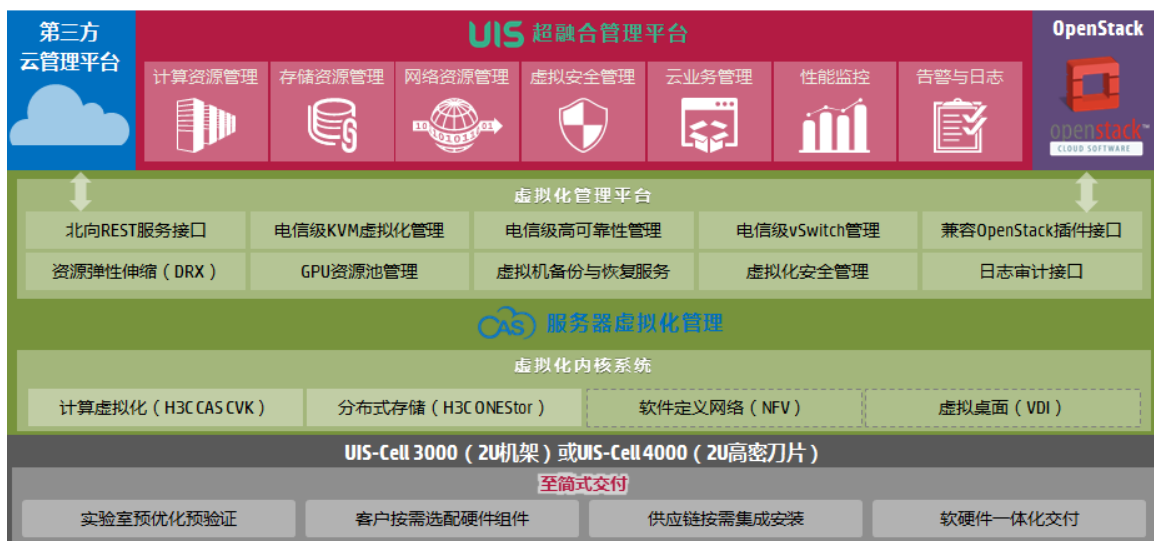 第三方
云管理平台
UIS 超融合管理平台
OpenStack
计算资源管理
存储资源管理
网络资源管理
虚拟安全管理
云业务管理
性能监控
告警与日志
10 01
101011
openstack™
CLOUD SOFTWARE
虚拟化管理平台
北向REST服务接口
电信级KVM虚拟化管理
电信级高可靠性管理
电信级vSwitch管理
兼容OpenStack插件接口
资源弹性伸缩（DRX）
GPU资源池管理
虚拟机备份与恢复服务
虚拟化安全管理
日志审计接口
CAS 服务器虚拟化管理
虚拟化内核系统
计算虚拟化（H3C CAS CVK）
分布式存储（H3C ONEStor）
软件定义网络（NFV）
虚拟桌面（VDI）
UIS-Cell 3000（2U机架）或UIS-Cell 4000（2U高密刀片）
至简式交付
实验室预优化预验证
客户按需选配硬件组件
供应链按需集成安装
软硬件一体化交付